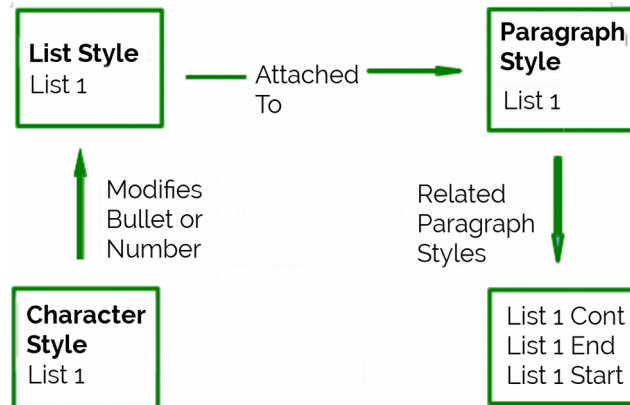 List Style
List 1
Attached
To
Paragraph
Style
List 1
Modifies
Bullet or
Number
Related
Paragraph
Styles
Character
Style
List 1
List 1 Cont
List 1 End
List 1 Start